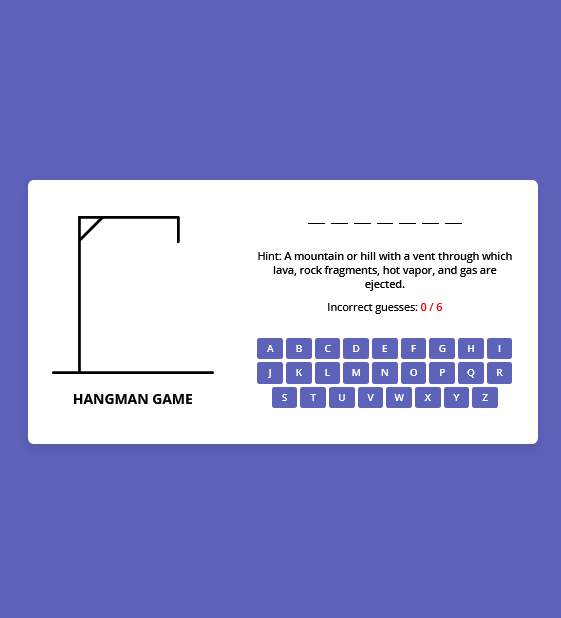 Hint: A mountain or hill with a vent through which
lava, rock fragments, hot vapor, and gas are
ejected.
Incorrect guesses: 0 / 6
A B C D E F G H I
J K L M N O P Q R
S T U V W X Y Z
HANGMAN GAME